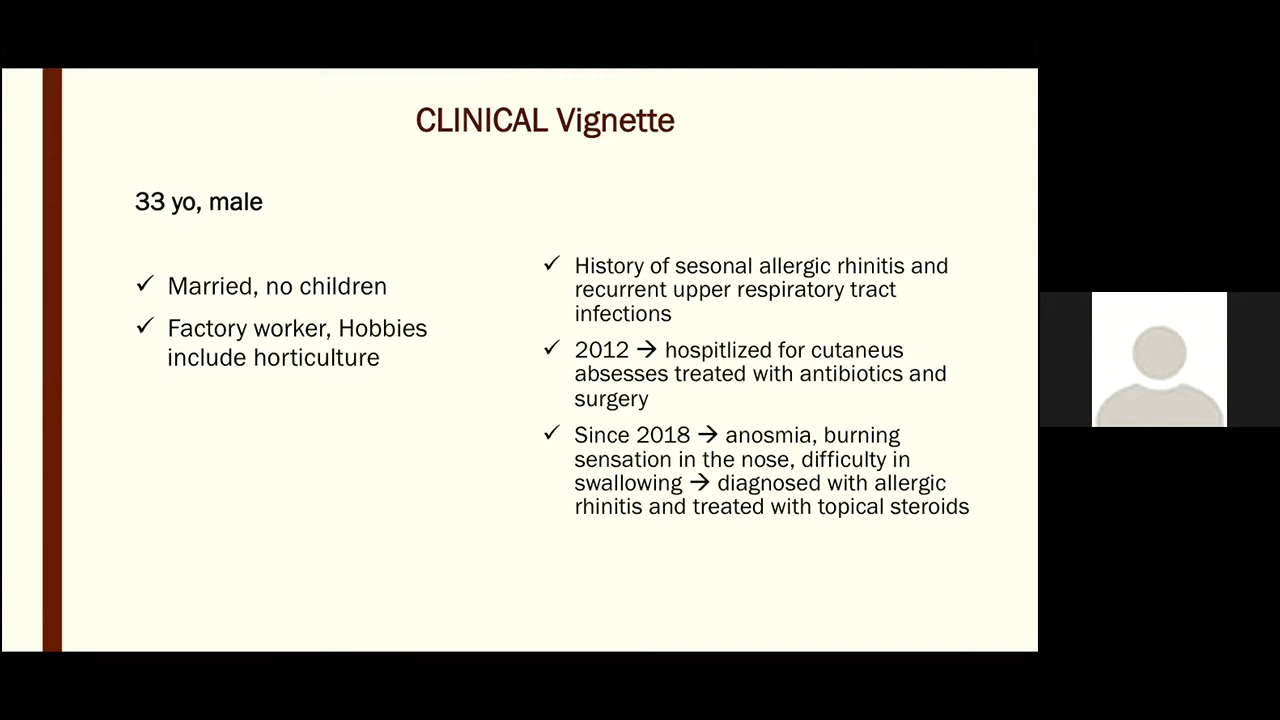 CLINICAL Vignette
33 yo, male
✓ Married, no children
✓ Factory worker, Hobbies
include horticulture
✓ History of sesonal allergic rhinitis and
recurrent upper respiratory tract
infections
✓ 2012 → hospitlized for cutaneus
absesses treated with antibiotics and
surgery
✓ Since 2018 → anosmia, burning
sensation in the nose, difficulty in
swallowing → diagnosed with allergic
rhinitis and treated with topical steroids